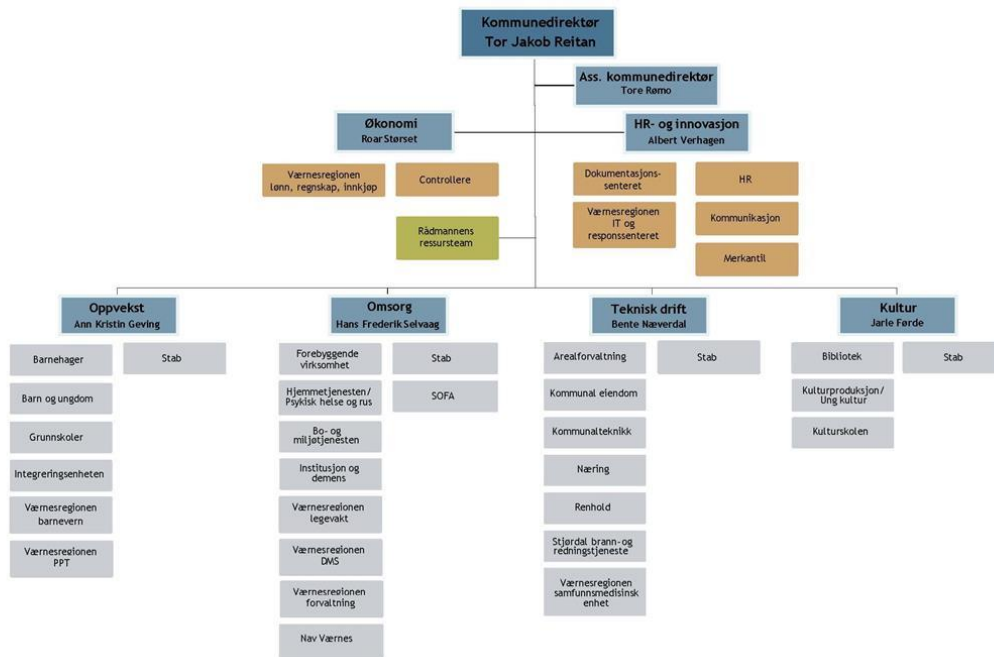 Kommunedirektør
Tor Jakob Reitan
Ass. kommunedirektør
Tore Rømo
Økonomi
Roar Størset
HR- og innovasjon
Albert Verhagen
Værnesregionen
lønn, regnskap, innkjøp
Controllere
Dokumentasjons-
senteret
HR
Værnesregionen
IT og
responssenteret
Kommunikasjon
Rådmannens
ressursteam
Merkantil
Oppvekst
Ann Kristin Geving
Barnehager
Stab
Barn og ungdom
Grunnskoler
Integreringsenheten
Værnesregionen
barnevern
Værnesregionen
PPT
Omsorg
Hans Frederik Selvaag
Forebyggende
virksomhet
Stab
Hjemmetjenesten/
Psykisk helse og rus
SOFA
Bo- og
miljøtjenesten
Institusjon og
demens
Værnesregionen
legevakt
Værnesregionen
DMS
Værnesregionen
forvaltning
Nav Værnes
Teknisk drift
Bente Næverdal
Arealforvaltning
Stab
Kommunal eiendom
Kommunalteknikk
Næring
Renhold
Stjørdal brann- og
redningstjeneste
Værnesregionen
samfunnsmedisinsk
enhet
Kultur
Jarle Førde
Bibliotek
Stab
Kulturproduksjon/
Ung kultur
Kulturskolen